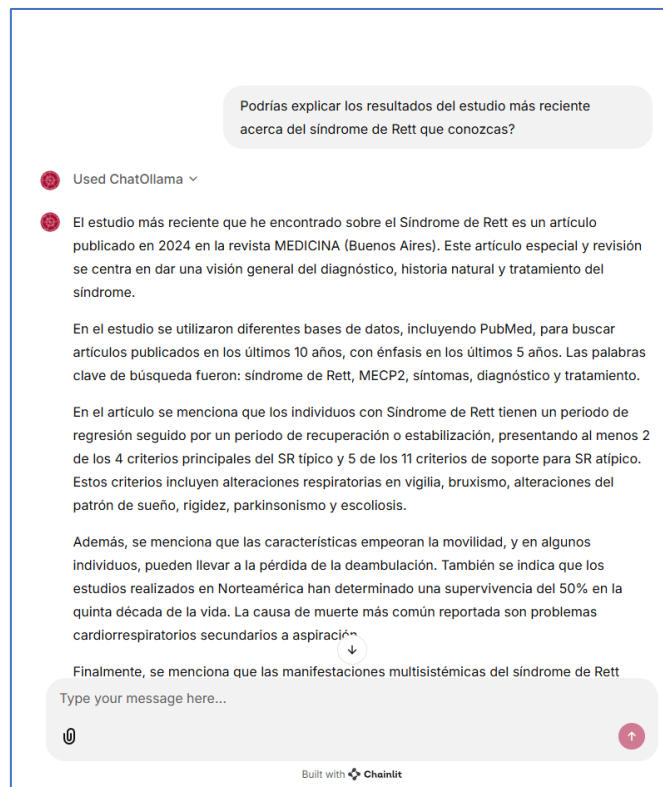 Podrías explicar los resultados del estudio más reciente
acerca del síndrome de Rett que conozcas?
Used ChatOllama
El estudio más reciente que he encontrado sobre el Síndrome de Rett es un artículo
publicado en 2024 en la revista MEDICINA (Buenos Aires). Este artículo especial y revisión
se centra en dar una visión general del diagnóstico, historia natural y tratamiento del
síndrome.
En el estudio se utilizaron diferentes bases de datos, incluyendo PubMed, para buscar
artículos publicados en los últimos 10 años, con énfasis en los últimos 5 años. Las palabras
clave de búsqueda fueron: síndrome de Rett, MECP2, síntomas, diagnóstico y tratamiento.
En el artículo se menciona que los individuos con Síndrome de Rett tienen un periodo de
regresión seguido por un periodo de recuperación o estabilización, presentando al menos 2
de los 4 criterios principales del SR típico y 5 de los 11 criterios de soporte para SR atípico.
Estos criterios incluyen alteraciones respiratorias en vigilia, bruxismo, alteraciones del
patrón de sueño, rigidez, parkinsonismo y escoliosis.
Además, se menciona que las características empeoran la movilidad, y en algunos
individuos, pueden llevar a la pérdida de la deambulación. También se indica que los
estudios realizados en Norteamérica han determinado una supervivencia del 50% en la
quinta década de la vida. La causa de muerte más común reportada son problemas
cardiorrespiratorios secundarios a aspiración
Finalmente, se menciona que las manifestaciones multisistémicas del síndrome de Rett
Type your message here...
Built with Chainlit